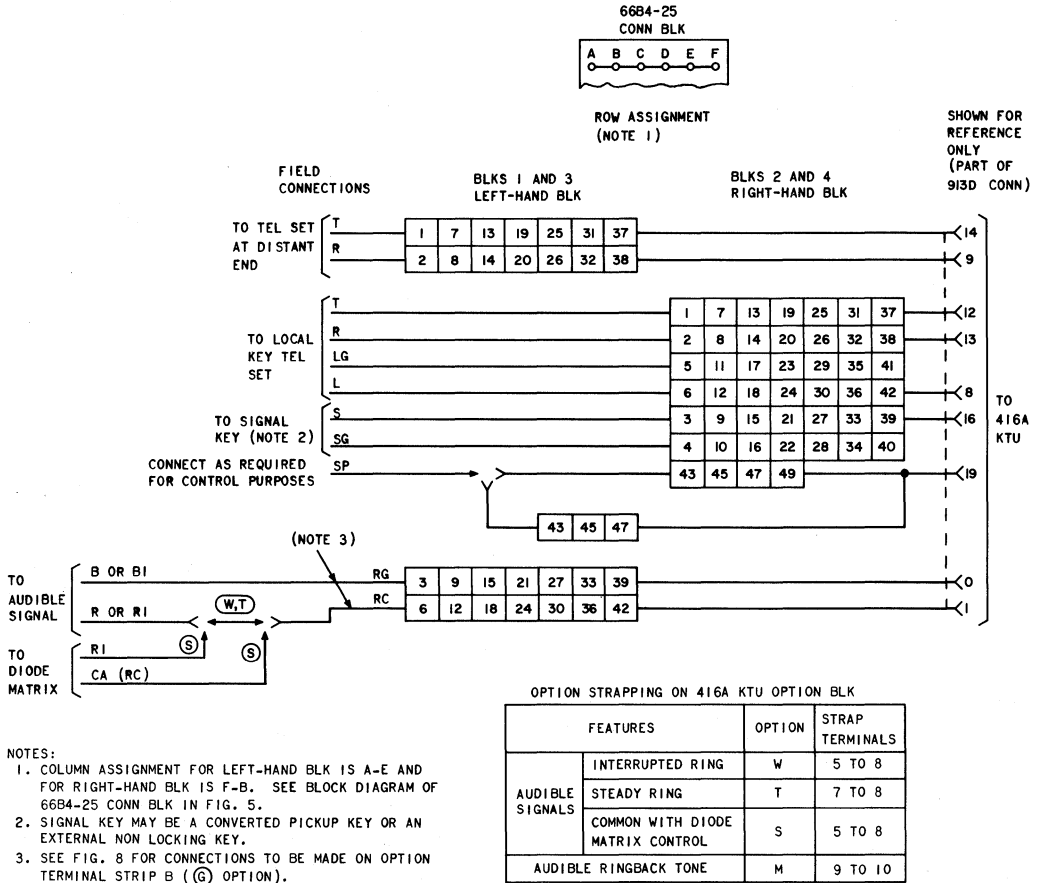 66B4-25
CONN BLK
A B C D E F
ROW ASSIGNMENT
(NOTE 1)
SHOWN FOR
REFERENCE
ONLY
(PART OF
913D CONN)
FIELD
CONNECTIONS
BLKS 1 AND 3
LEFT-HAND BLK
BLKS 2 AND 4
RIGHT-HAND BLK
TO TEL SET
AT DISTANT
END
T 1 7 13 19 25 31 37 14
R 2 8 14 20 26 32 38 9
TO LOCAL
KEY TEL
SET
T 1 7 13 19 25 31 37 12
R 2 8 14 20 26 32 38 13
LG 5 11 17 23 29 35 41
L 6 12 18 24 30 36 42 8
TO SIGNAL
KEY (NOTE 2)
S 3 9 15 21 27 33 39 16
SG 4 10 16 22 28 34 40
CONNECT AS REQUIRED
FOR CONTROL PURPOSES
SP 43 45 47 49 19
43 45 47
TO
416A
KTU
(NOTE 3)
TO
AUDIBLE
SIGNAL
B OR B1 RG 3 9 15 21 27 33 39 0
R OR R1 W,T RC 6 12 18 24 30 36 42 1
TO
DIODE
MATRIX
R1 S S
CA (RC)
OPTION STRAPPING ON 416A KTU OPTION BLK
FEATURES OPTION STRAP TERMINALS
AUDIBLE SIGNALS
INTERRUPTED RING W 5 TO 8
STEADY RING T 7 TO 8
COMMON WITH DIODE MATRIX CONTROL S 5 TO 8
AUDIBLE RINGBACK TONE M 9 TO 10
NOTES:
1. COLUMN ASSIGNMENT FOR LEFT-HAND BLK IS A-E AND
FOR RIGHT-HAND BLK IS F-B. SEE BLOCK DIAGRAM OF
66B4-25 CONN BLK IN FIG. 5.
2. SIGNAL KEY MAY BE A CONVERTED PICKUP KEY OR AN
EXTERNAL NON LOCKING KEY.
3. SEE FIG. 8 FOR CONNECTIONS TO BE MADE ON OPTION
TERMINAL STRIP B (G OPTION).